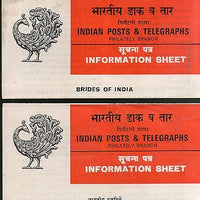 भारतीय डाक व तार
फिलैटली शाखा
INDIAN POSTS & TELEGRAPHS
PHILATELY BRANCH
सूचना पत्र
INFORMATION SHEET
BRIDES OF INDIA
भारतीय डाक व तार
फिलैटली शाखा
INDIAN POSTS & TELEGRAPHS
PHILATELY BRANCH
सूचना पत्र
INFORMATION SHEET